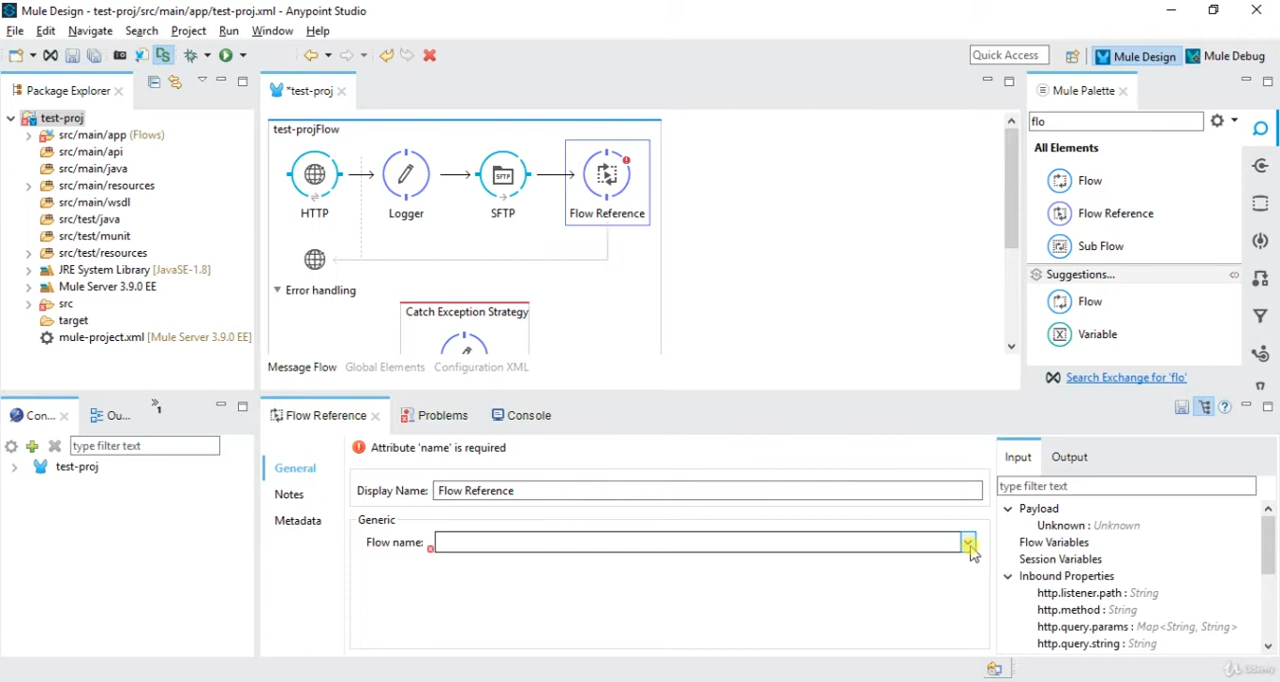 Mule Design - test-proj/src/main/app/test-proj.xml - Anypoint Studio
File Edit Navigate Search Project Run Window Help
Quick Access Mule Design Mule Debug
Package Explorer
test-proj
src/main/app (Flows)
src/main/api
src/main/java
src/main/resources
src/main/wsdl
src/test/java
src/test/munit
src/test/resources
JRE System Library [JavaSE-1.8]
Mule Server 3.9.0 EE
src
target
mule-project.xml [Mule Server 3.9.0 EE]
*test-proj
test-projFlow
SFTP
HTTP Logger SFTP Flow Reference
Error handling
Catch Exception Strategy
Message Flow Global Elements Configuration XML
Mule Palette
flo
All Elements
Flow
Flow Reference
Sub Flow
Suggestions...
Flow
Variable
Search Exchange for 'flo'
Con... Ou... 1
type filter text
test-proj
Flow Reference Problems Console
General
Notes
Metadata
Attribute 'name' is required
Display Name: Flow Reference
Generic
Flow name:
Input Output
type filter text
Payload
Unknown : Unknown
Flow Variables
Session Variables
Inbound Properties
http.listener.path : String
http.method : String
http.query.params : Map<String, String>
http.query.string : String
Udemy